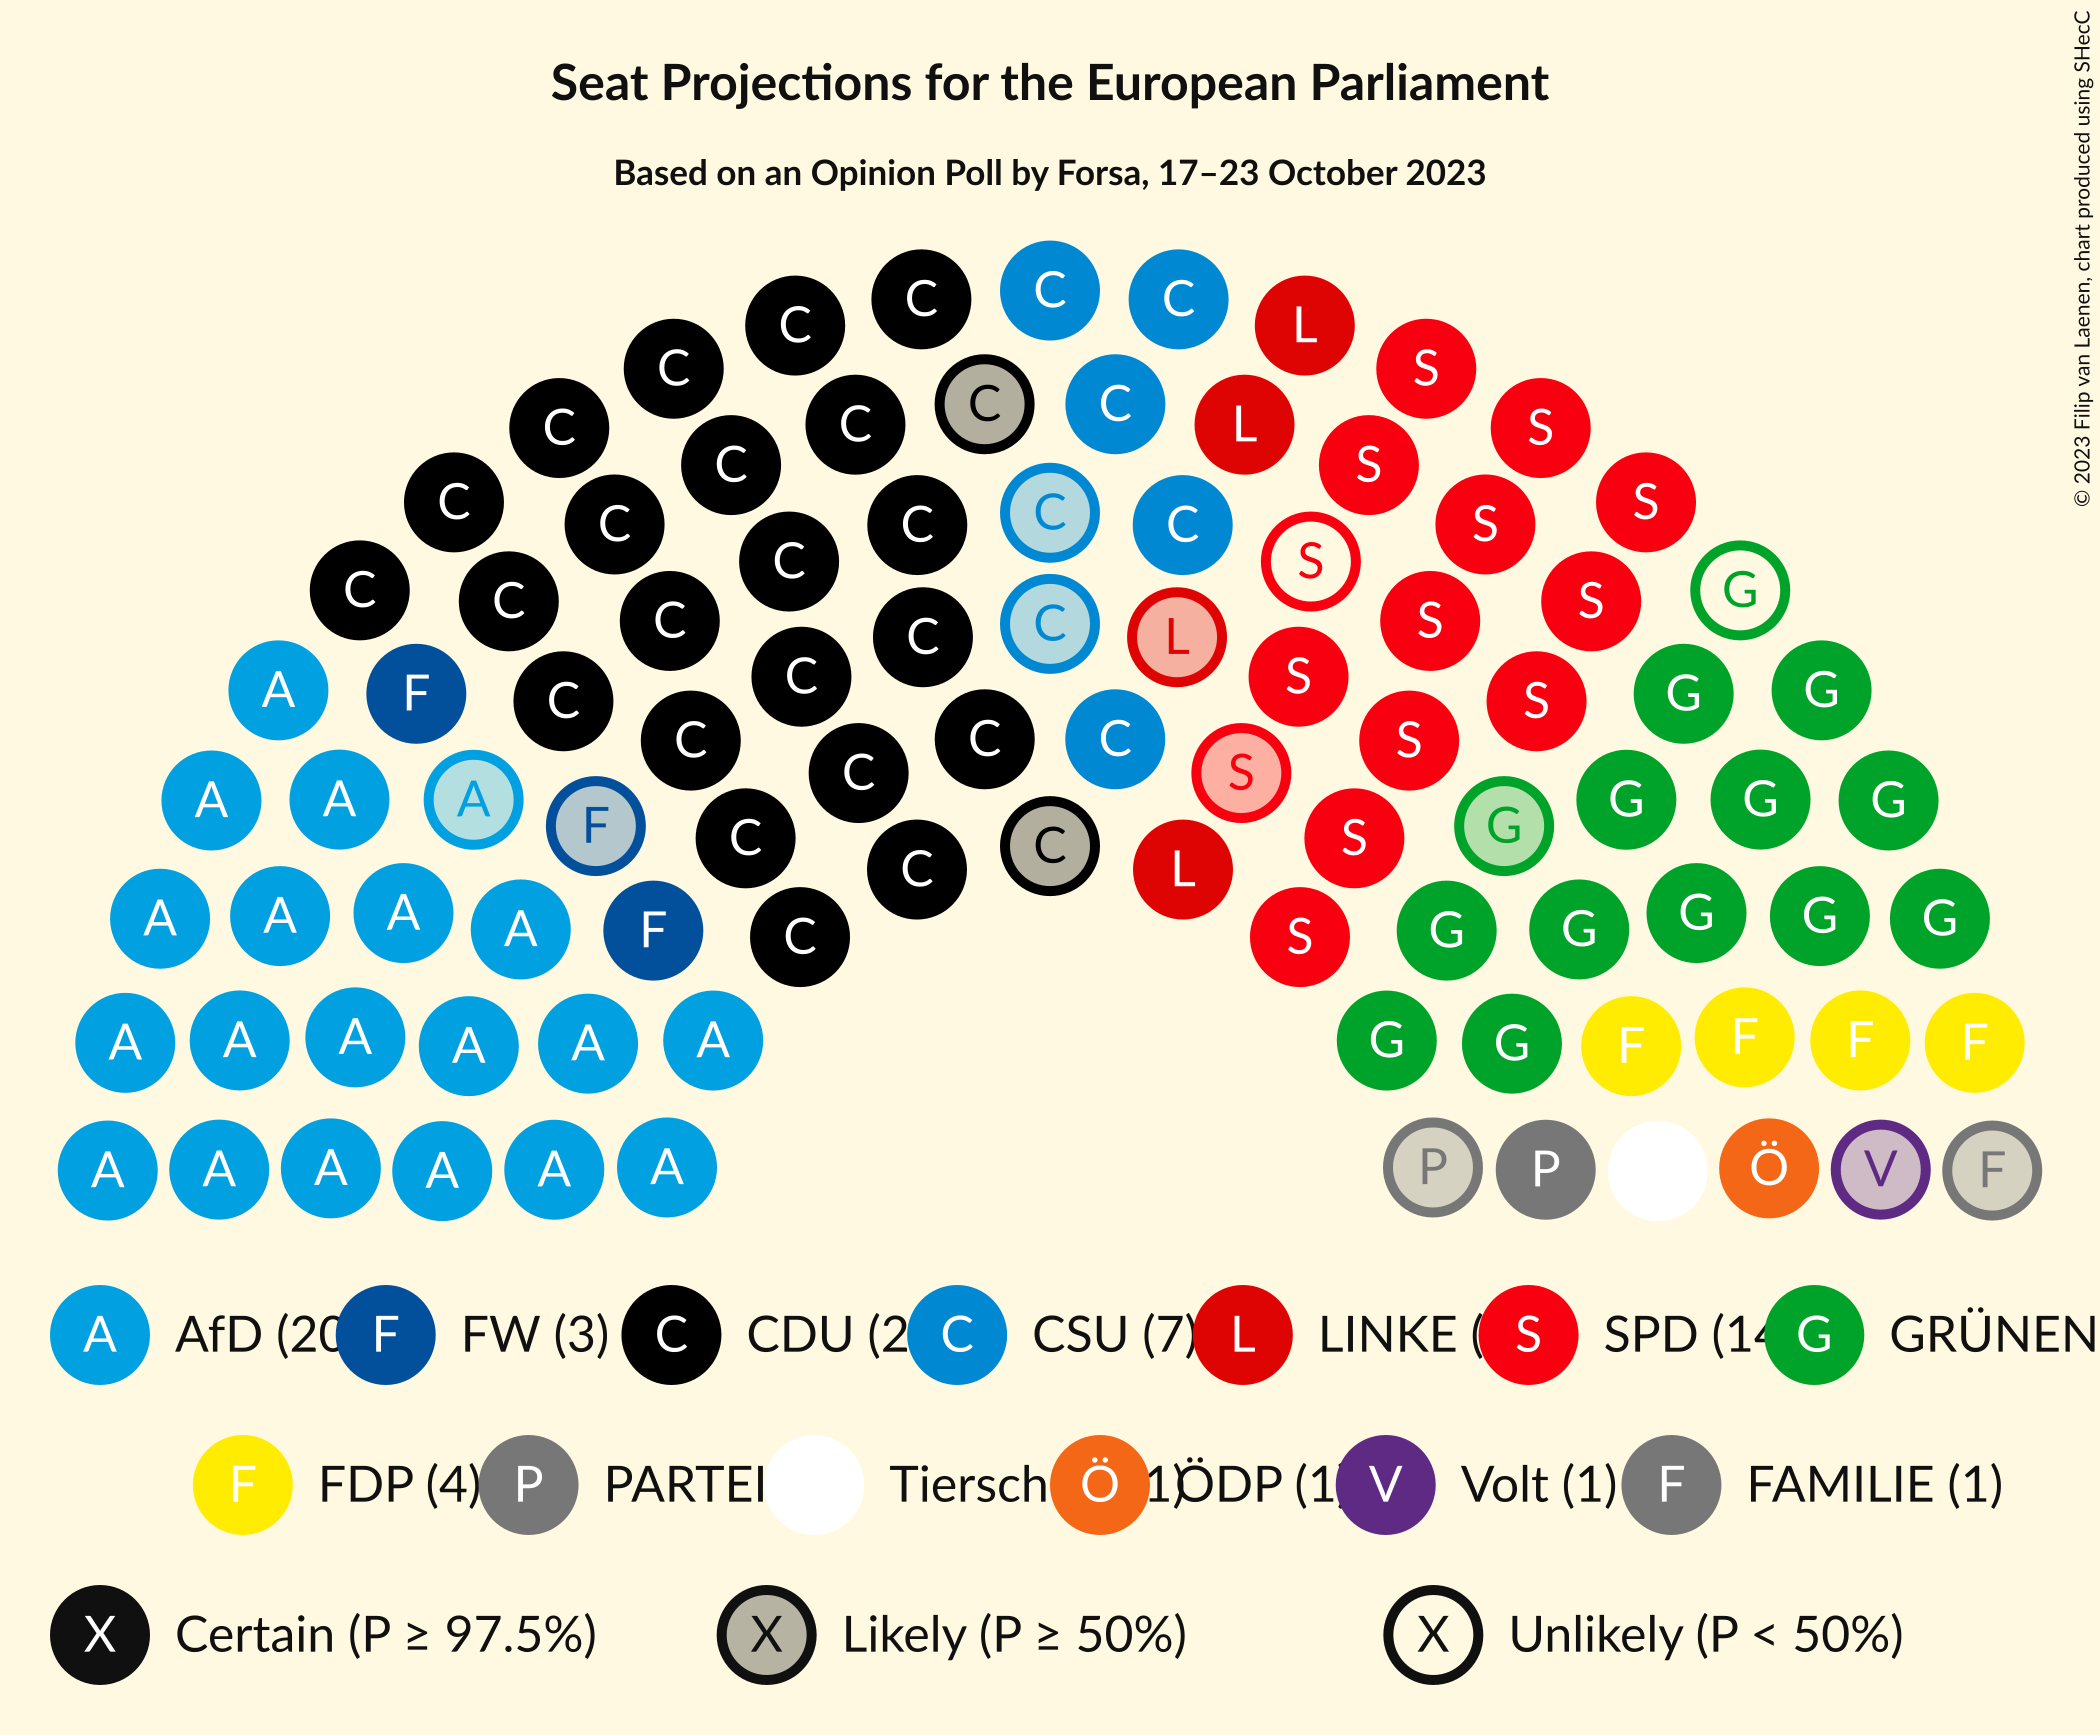 Seat Projections for the European Parliament
Based on an Opinion Poll by Forsa, 17–23 October 2023
© 2023 Filip van Laenen, chart produced using SHecC
C C C C L
C C C S S
C C C C L S S
C C C C C S S S G
C C C C L S S S
A F C C C C S S S G G
A A A F C C C C S S G G G G
A A A A F C C C L S S G G G G G
A A A A A A G G F F F F
A A A A A A P P Ö V F
A AfD (20 F FW (3) C CDU (2 C CSU (7) L LINKE ( S SPD (14 G GRÜNEN
F FDP (4) P PARTEI Tiersch Ö 1) ÖDP (1) V Volt (1) F FAMILIE (1)
X Certain (P ≥ 97.5%) X Likely (P ≥ 50%) X Unlikely (P < 50%)